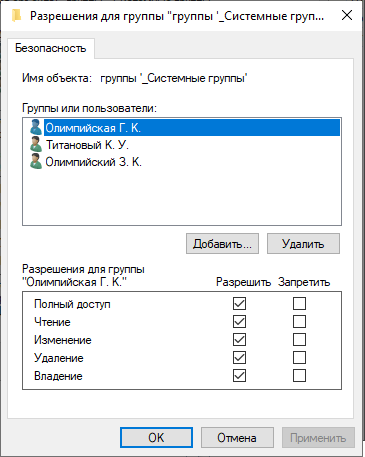 Разрешения для группы "группы '_Системные груп...
Безопасность
Имя объекта: группы '_Системные группы'
Группы или пользователи:
Олимпийская Г. К.
Титановый К. У.
Олимпийский З. К.
Добавить... Удалить
Разрешения для группы
"Олимпийская Г. К." Разрешить Запретить
Полный доступ
Чтение
Изменение
Удаление
Владение
OK Отмена Применить